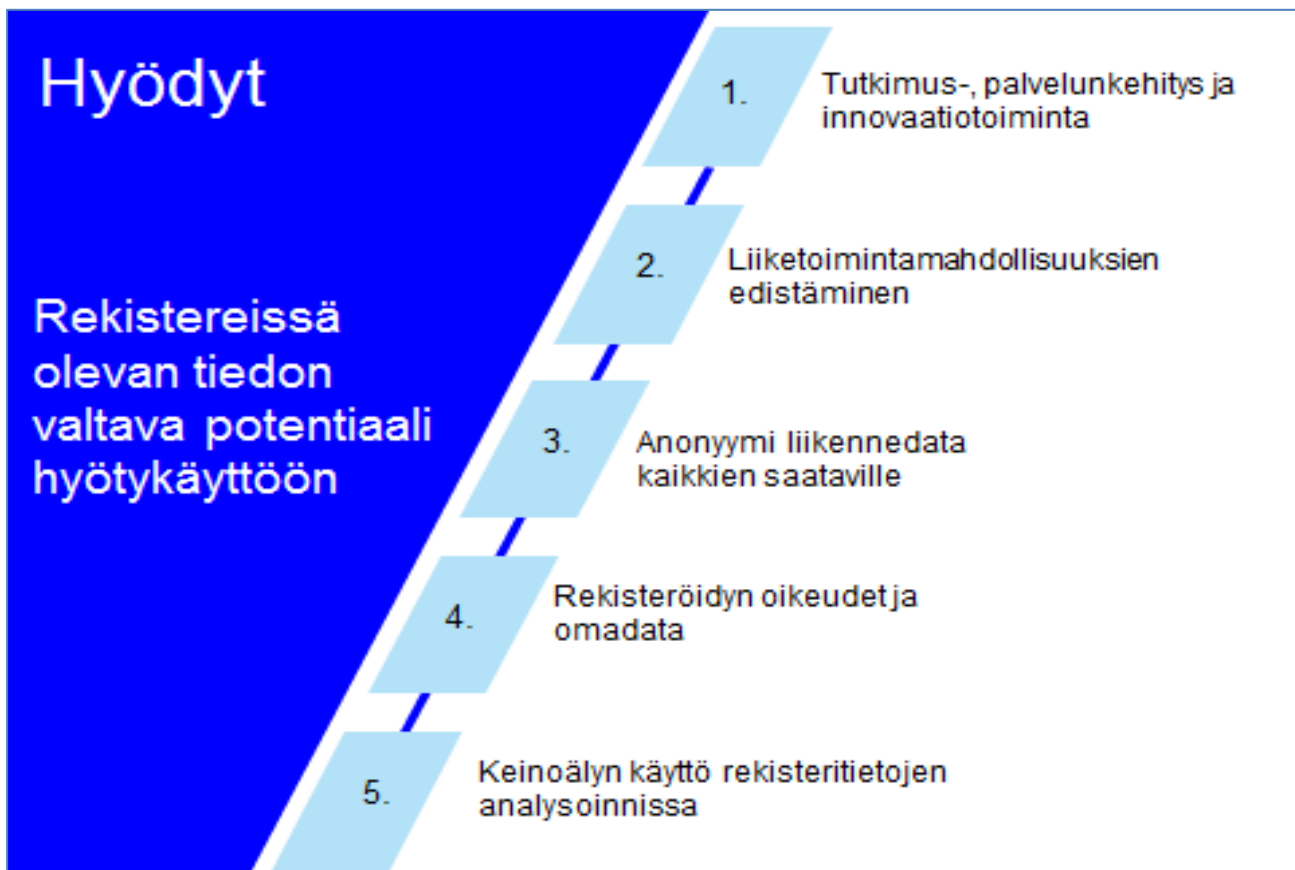 Hyödyt
Rekistereissä
olevan tiedon
valtava potentiaali
hyötykäyttöön
1.
Tutkimus-, palvelunkehitys ja
innovaatiotoiminta
2.
Liiketoimintamahdollisuuksien
edistäminen
3.
Anonyymi liikennedata
kaikkien saataville
4.
Rekisteröidyn oikeudet ja
omadata
5.
Keinoälyn käyttö rekisteritietojen
analysoinnissa